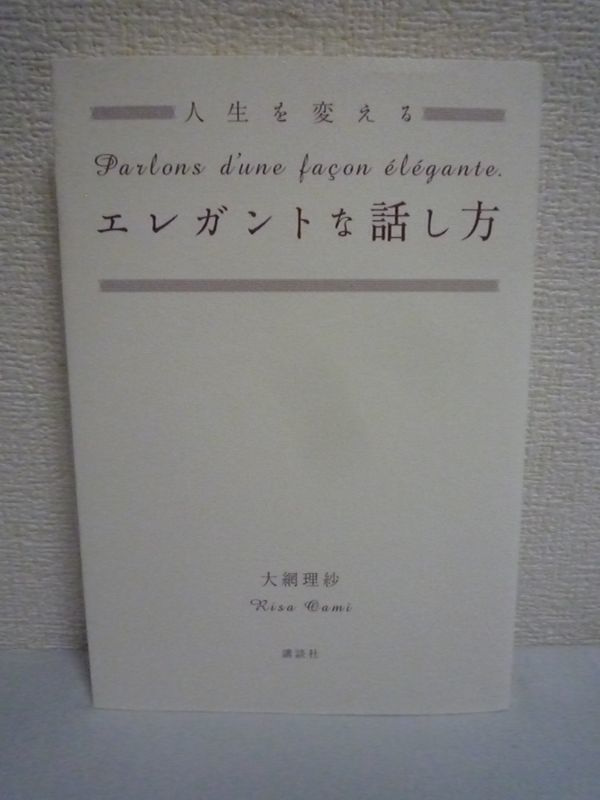 人生を変える
Parlons d'une façon élégante.
エレガントな話し方
大網理紗
Risa Oami
講談社